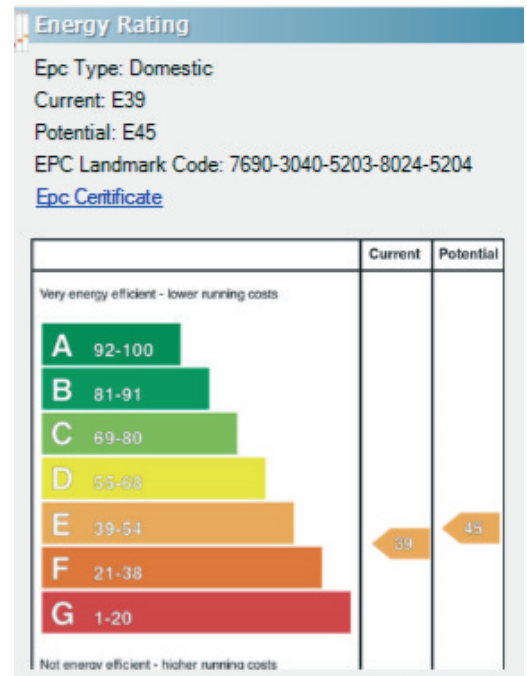 Energy Rating
Epc Type: Domestic
Current: E39
Potential: E45
EPC Landmark Code: 7690-3040-5203-8024-5204
Epc Ceritificate
Current Potential
Very energy efficient - lower running costs
A 92-100
B 81-91
C 69-80
D 55-68
E 39-54
39
45
F 21-38
G 1-20
Not energy efficient - higher running costs